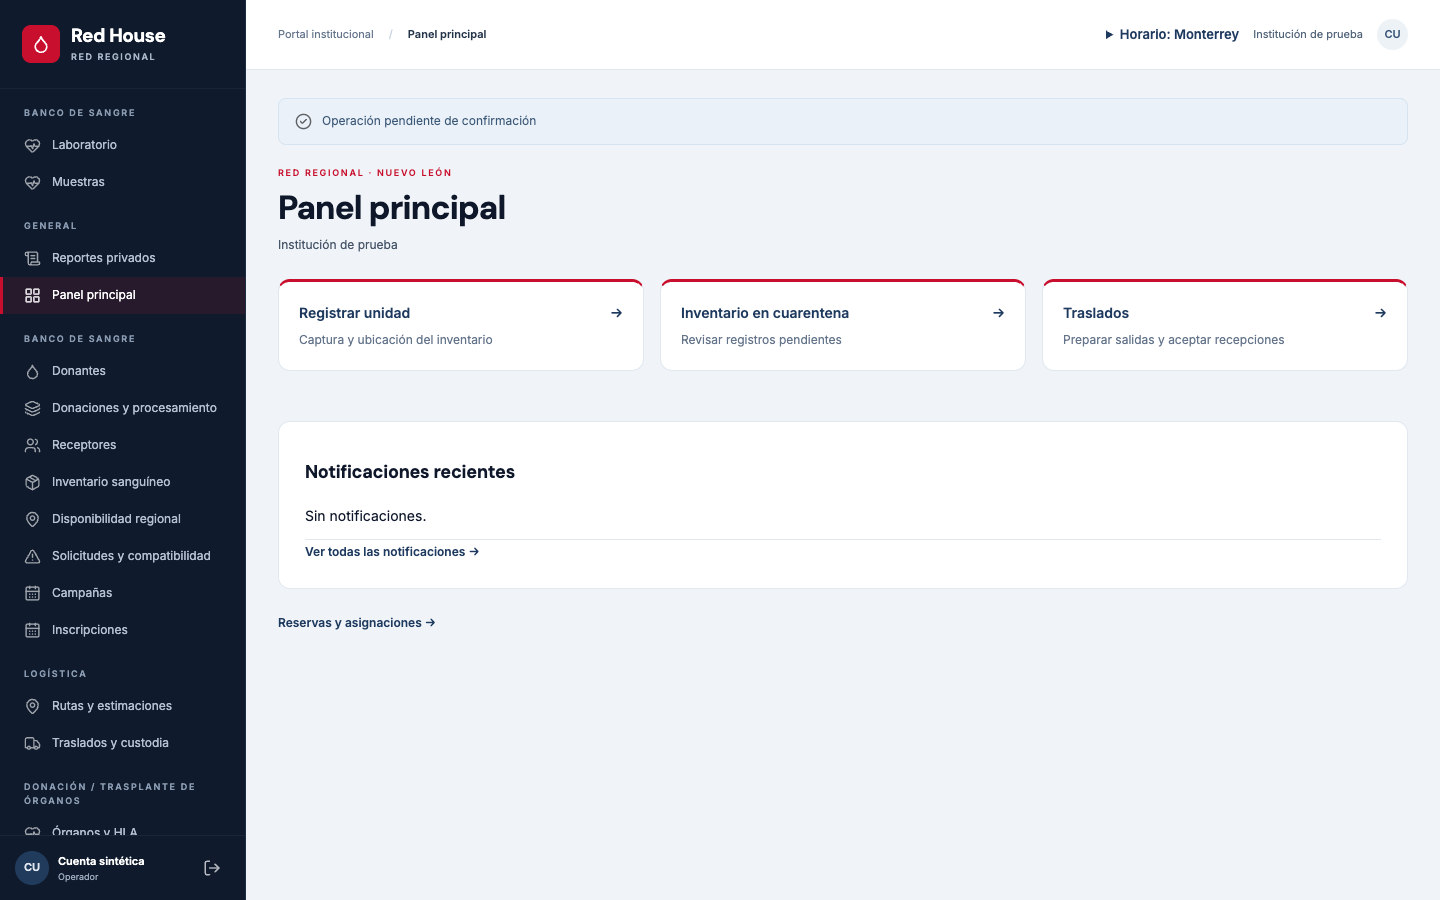 Red House
RED REGIONAL
BANCO DE SANGRE
Laboratorio
Muestras
GENERAL
Reportes privados
Panel principal
BANCO DE SANGRE
Donantes
Donaciones y procesamiento
Receptores
Inventario sanguíneo
Disponibilidad regional
Solicitudes y compatibilidad
Campañas
Inscripciones
LOGÍSTICA
Rutas y estimaciones
Traslados y custodia
DONACIÓN / TRASPLANTE DE
ÓRGANOS
Órganos y HLA
CU
Cuenta sintética
Operador
Portal institucional / Panel principal
Horario: Monterrey
Institución de prueba
CU
Operación pendiente de confirmación
RED REGIONAL · NUEVO LEÓN
Panel principal
Institución de prueba
Registrar unidad →
Captura y ubicación del inventario
Inventario en cuarentena →
Revisar registros pendientes
Traslados →
Preparar salidas y aceptar recepciones
Notificaciones recientes
Sin notificaciones.
Ver todas las notificaciones →
Reservas y asignaciones →